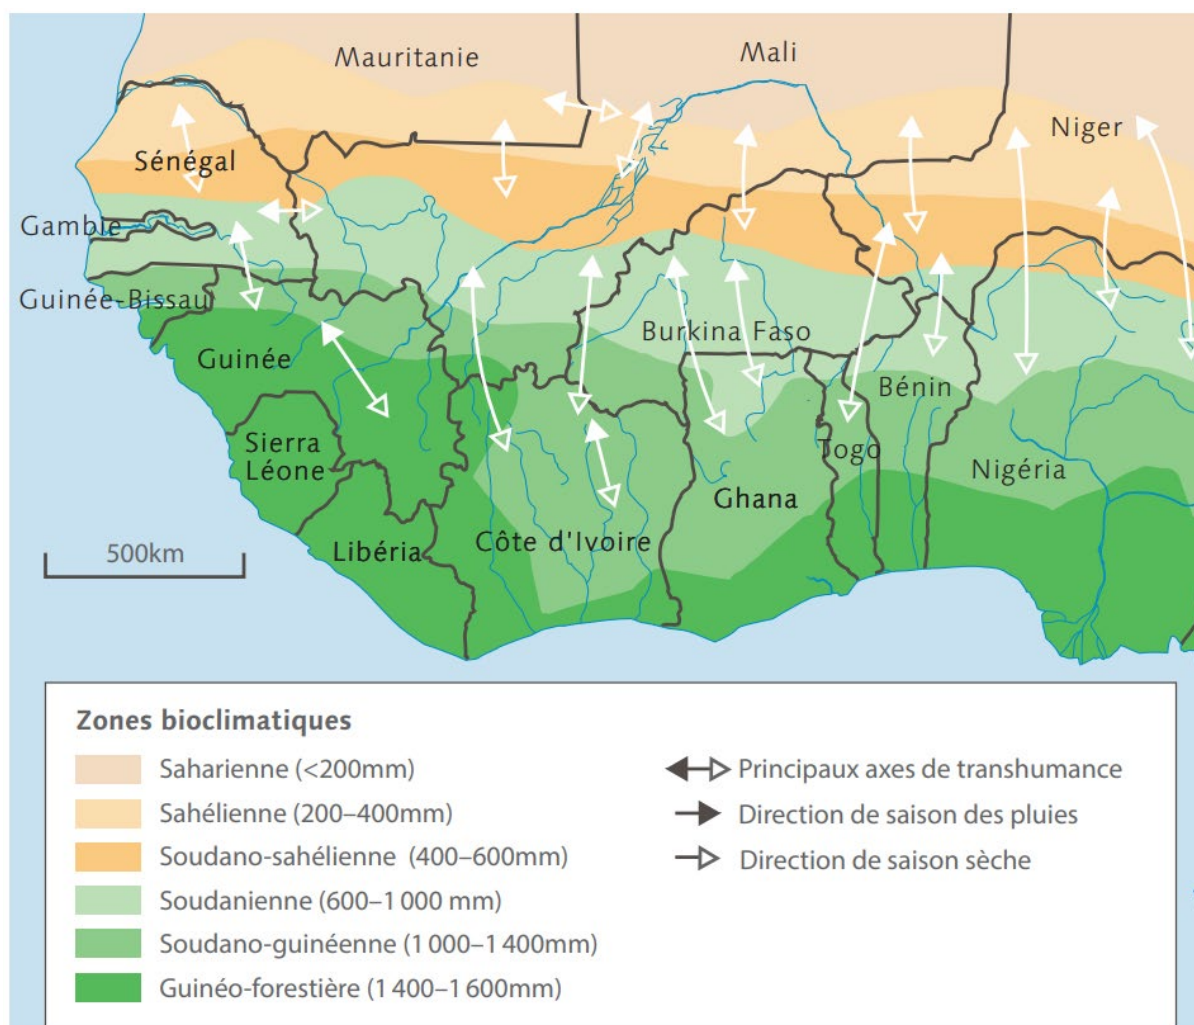 Mauritanie
Mali
Niger
Sénégal
Gambie
Guinée-Bissau
Burkina Faso
Guinée
Bénin
Sierra
Léone
Togo
Nigéria
Ghana
Côte d'Ivoire
Libéria
500km
Zones bioclimatiques
Saharienne (<200mm)
Sahélienne (200–400mm)
Soudano-sahélienne (400–600mm)
Soudanienne (600–1 000 mm)
Soudano-guinéenne (1 000–1 400mm)
Guinéo-forestière (1 400–1 600mm)
Principaux axes de transhumance
Direction de saison des pluies
Direction de saison sèche